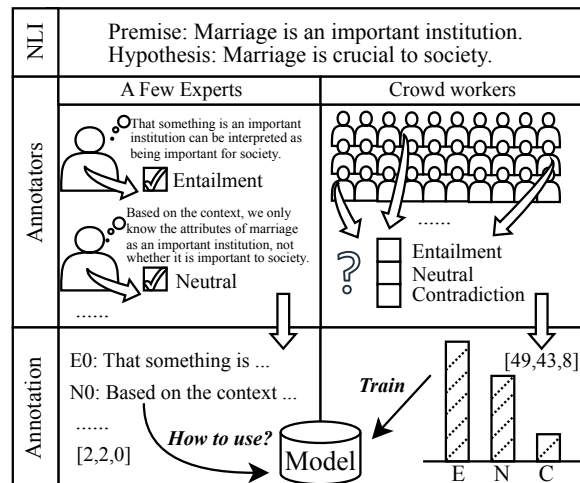 NLI
Premise: Marriage is an important institution.
Hypothesis: Marriage is crucial to society.
Annotators
A Few Experts
That something is an important
institution can be interpreted as
being important for society.
Entailment
Based on the context, we only
know the attributes of marriage
as an important institution, not
whether it is important to society.
Neutral
......
Crowd workers
......
?
Entailment
Neutral
Contradiction
Annotation
E0: That something is ...
N0: Based on the context ...
......
[2,2,0]
How to use?
Model
Train
[49,43,8]
E N C